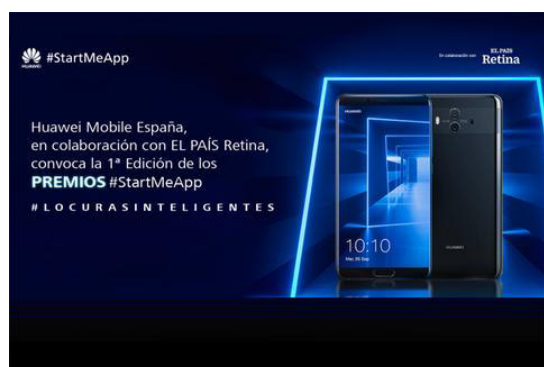 #StartMeApp
HUAWEI
En colaboración con
EL PAÍS
Retina
Huawei Mobile España,
en colaboración con EL PAÍS Retina,
convoca la 1ª Edición de los
PREMIOS #StartMeApp
#LOCURASINTELIGENTES
HUAWEI
10:10
HUAWEI